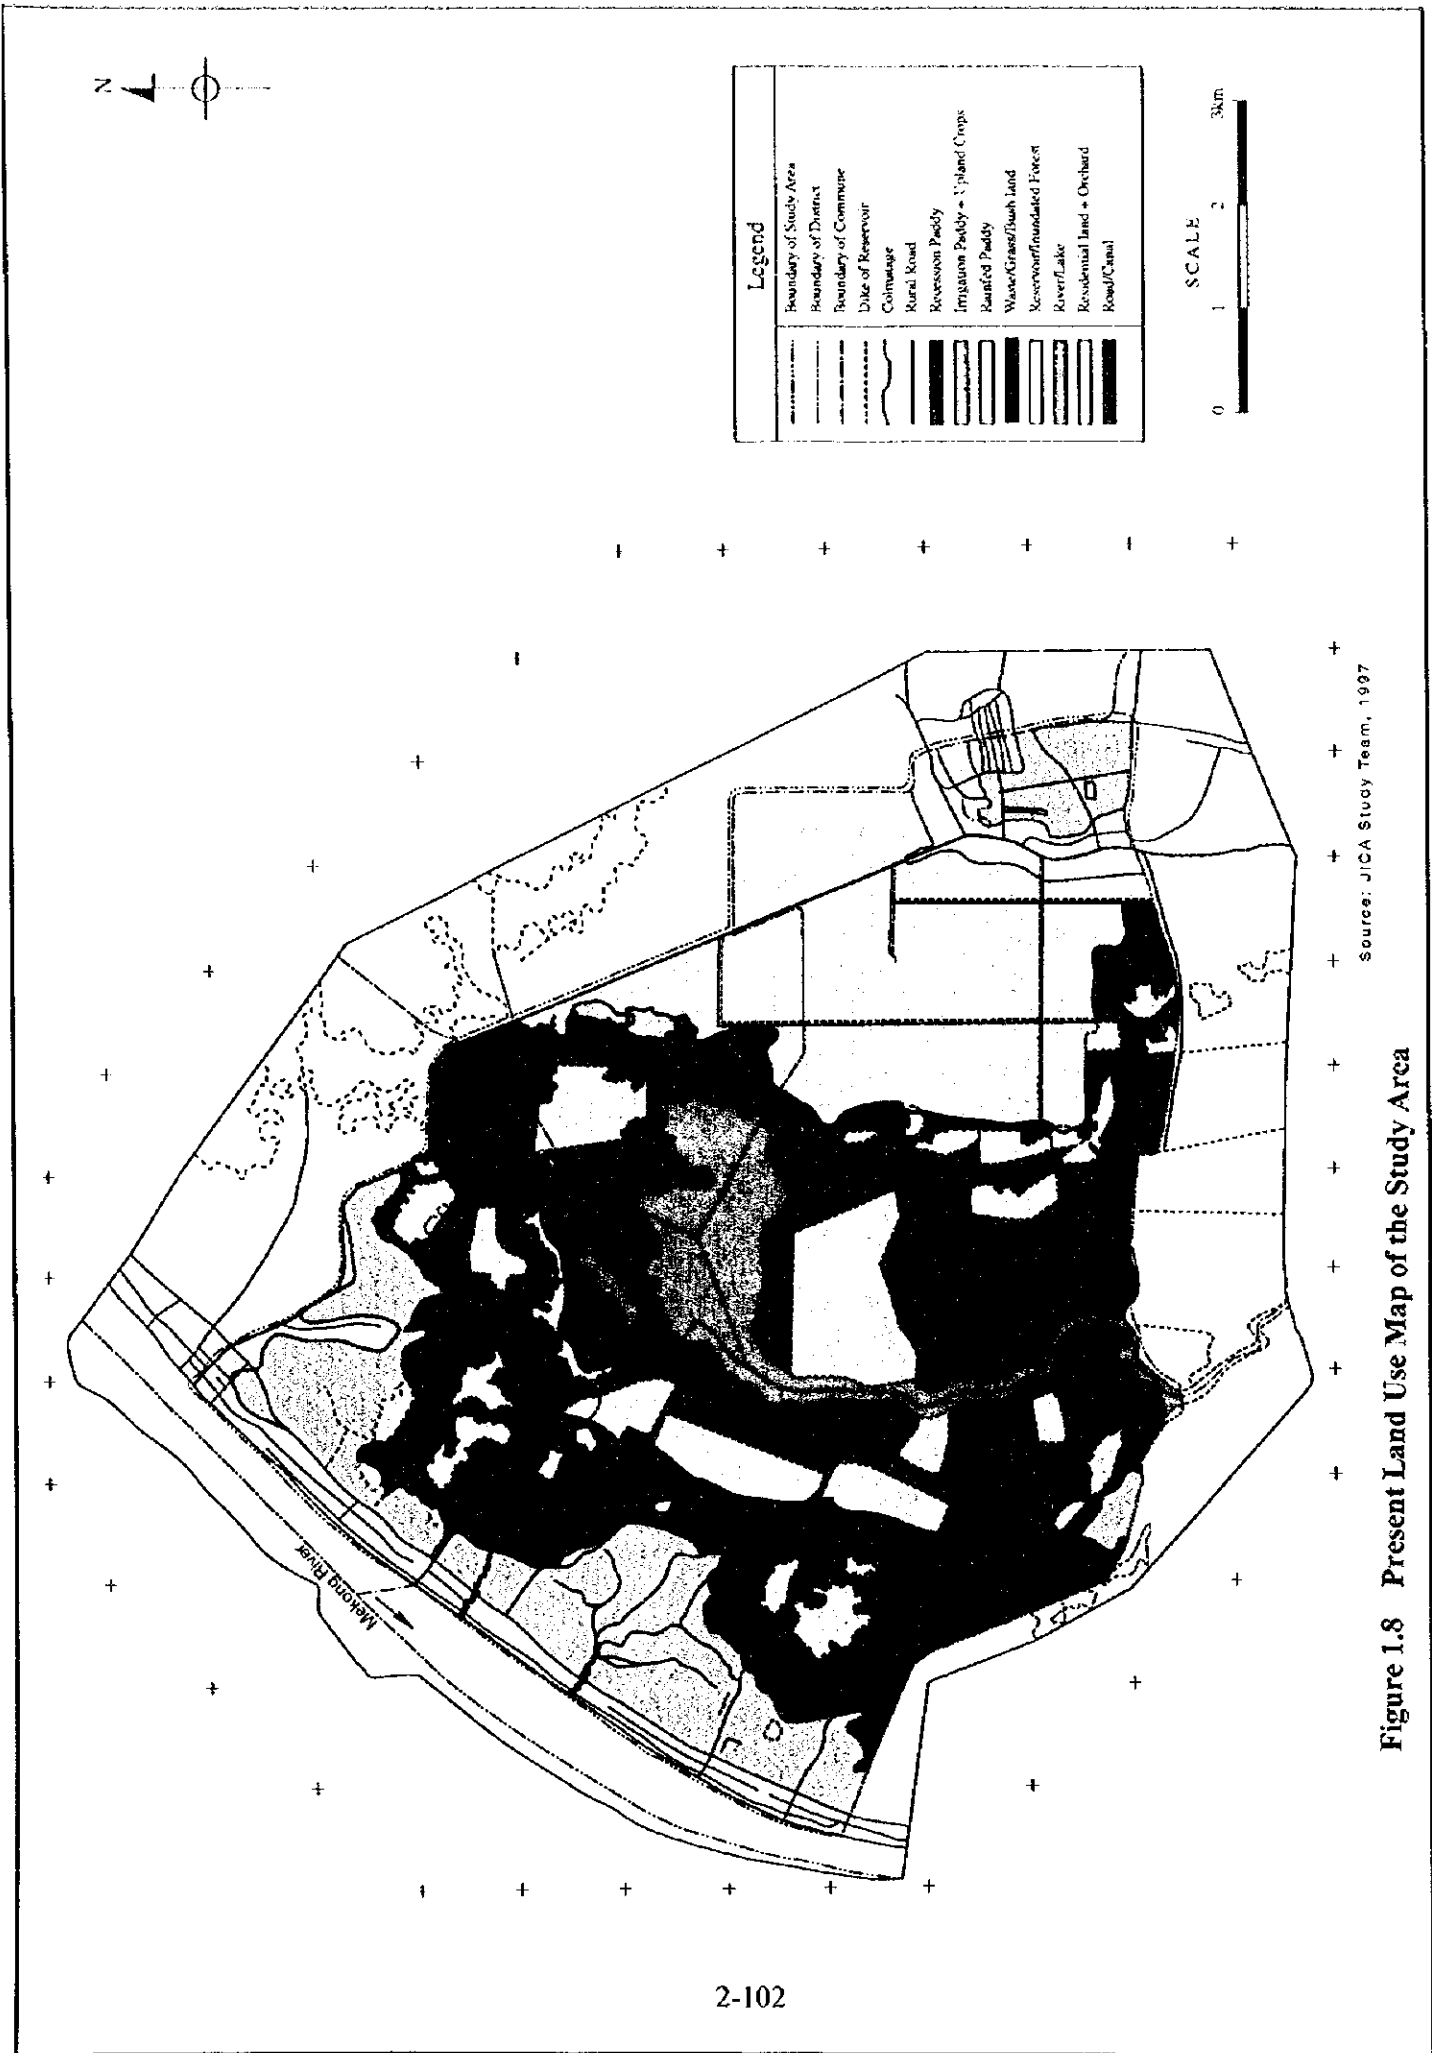 N
Legend
Boundary of Study Area
Boundary of District
Boundary of Commune
Dike of Reservoir
Colmatage
Rural Road
Recession Paddy
Irrigation Paddy + Upland Crops
Rainfed Paddy
Waste/Grass/Bush land
Reservoir/Inundated Forest
River/Lake
Residential land + Orchard
Road/Canal
SCALE
0 1 2 3km
Mekong River
Source: JICA Study Team, 1997
Figure 1.8 Present Land Use Map of the Study Area
2-102